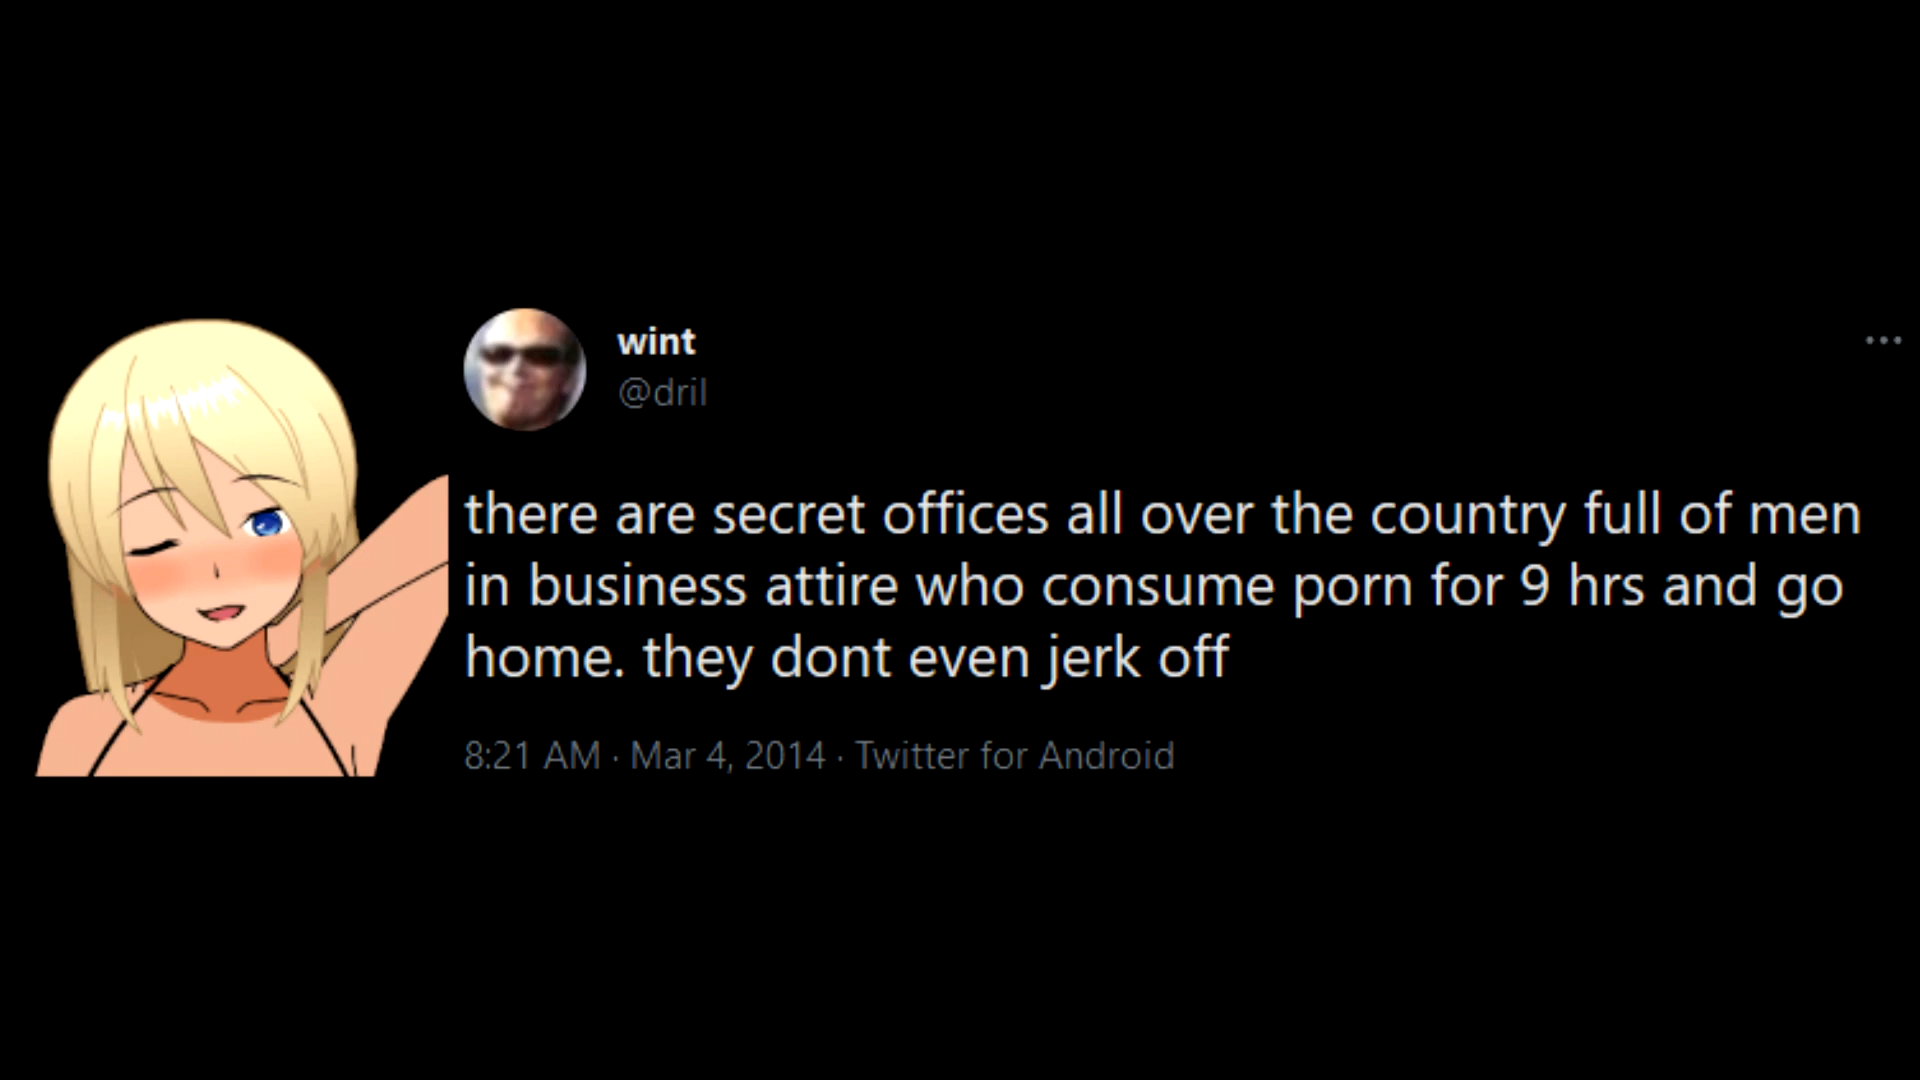 wint
@dril
there are secret offices all over the country full of men
in business attire who consume porn for 9 hrs and go
home. they dont even jerk off
8:21 AM · Mar 4, 2014 · Twitter for Android